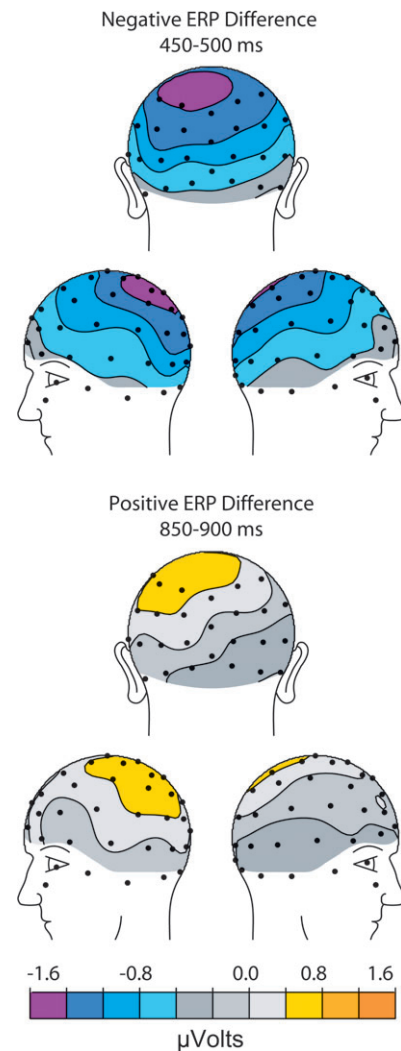 Negative ERP Difference
450-500 ms
Positive ERP Difference
850-900 ms
-1.6 -0.8 0.0 0.8 1.6
μVolts